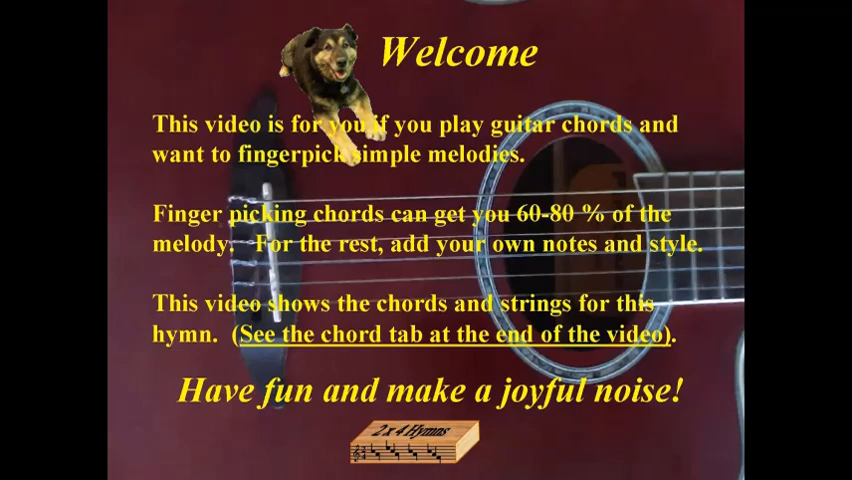 Welcome
This video is for you if you play guitar chords and
want to fingerpick simple melodies.
Finger picking chords can get you 60-80 % of the
melody.   For the rest, add your own notes and style.
This video shows the chords and strings for this
hymn.  (See the chord tab at the end of the video).
Have fun and make a joyful noise!
2 x 4 Hymns